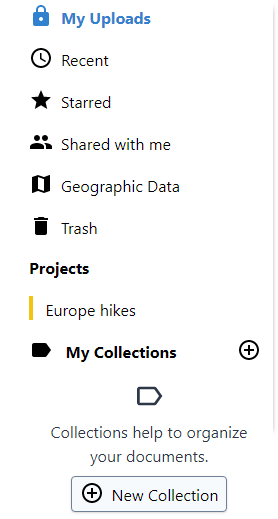 My Uploads
Recent
Starred
Shared with me
Geographic Data
Trash
Projects
Europe hikes
My Collections
Collections help to organize
your documents.
New Collection